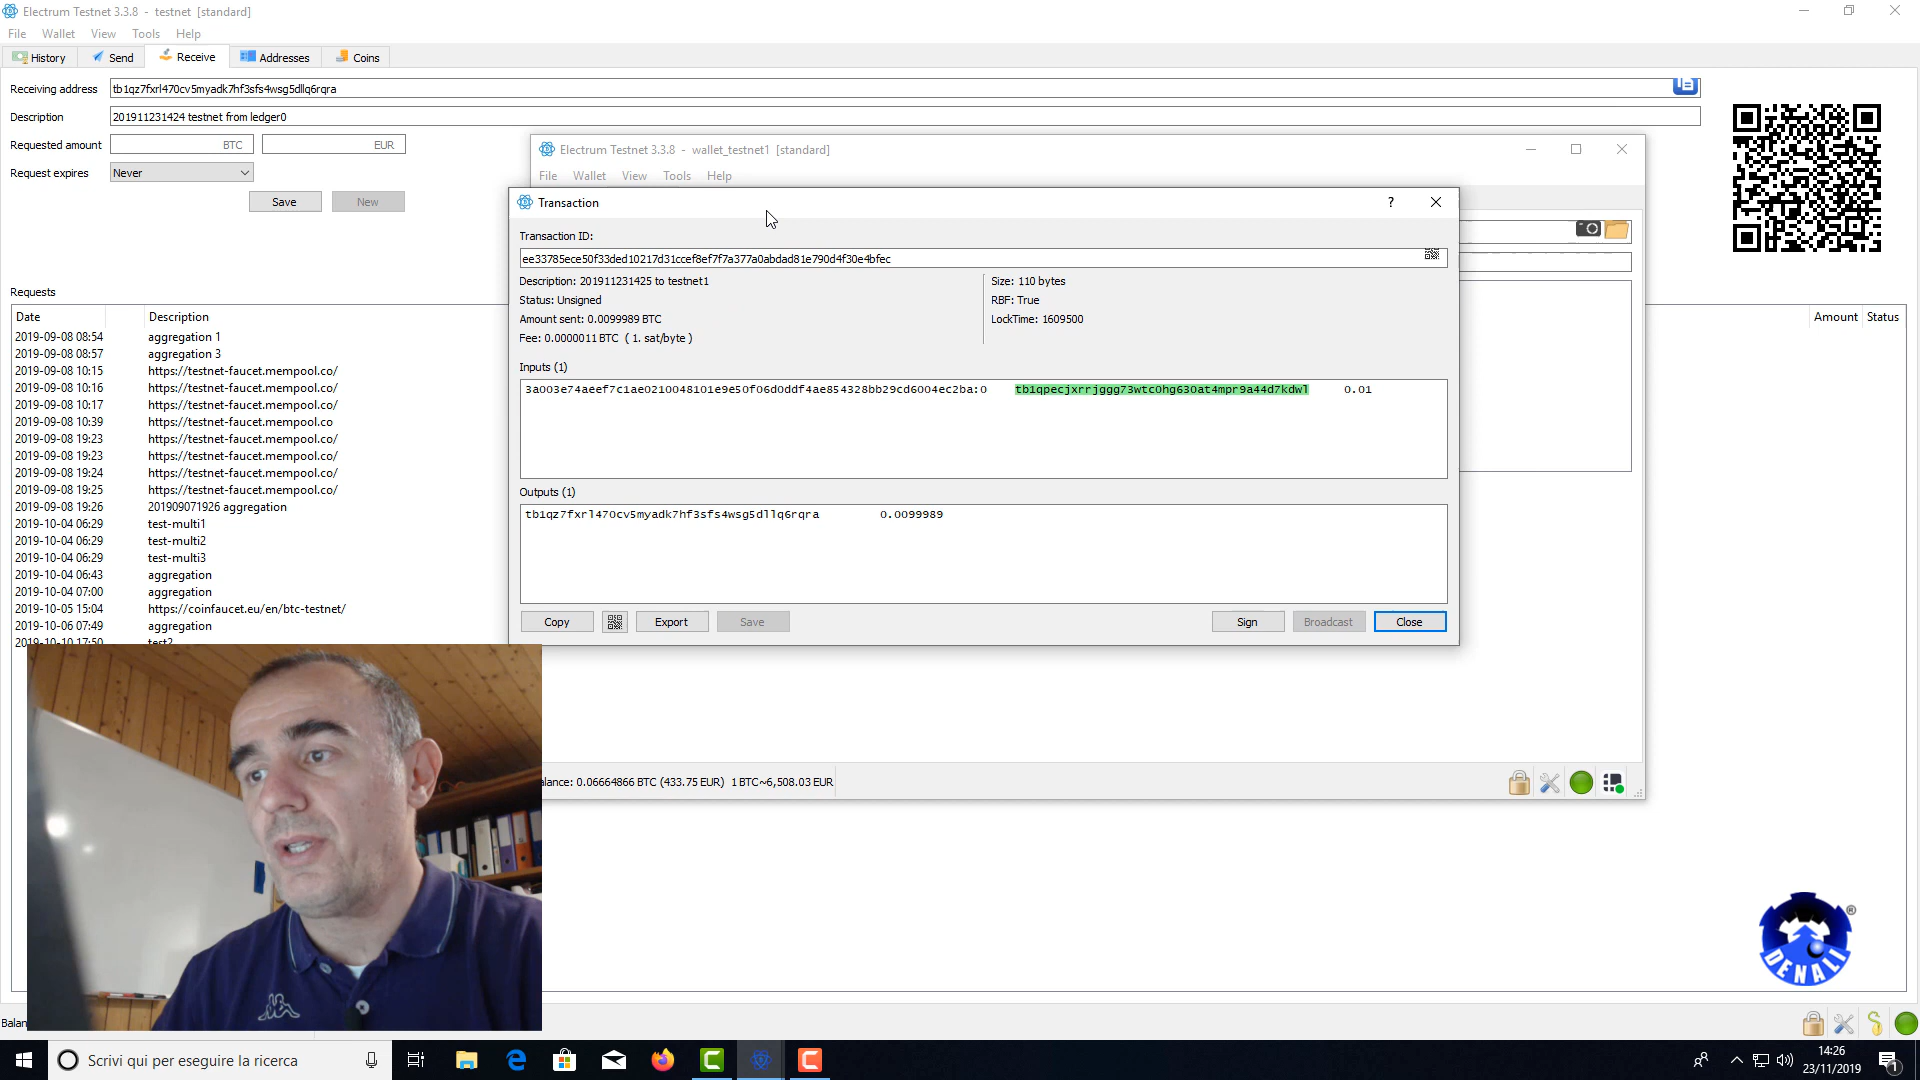 Electrum Testnet 3.3.8 - testnet [standard]
File Wallet View Tools Help
History Send Receive Addresses Coins
Receiving address tb1qz7fxrl470cv5myadk7hf3sfs4wsg5dllq6rqra
Description 201911231424 testnet from ledger0
Requested amount BTC EUR
Request expires Never
Save New
Requests
Date Description Amount Status
2019-09-08 08:54 aggregation 1
2019-09-08 08:57 aggregation 3
2019-09-08 10:15 https://testnet-faucet.mempool.co/
2019-09-08 10:16 https://testnet-faucet.mempool.co/
2019-09-08 10:17 https://testnet-faucet.mempool.co/
2019-09-08 10:39 https://testnet-faucet.mempool.co
2019-09-08 19:23 https://testnet-faucet.mempool.co/
2019-09-08 19:23 https://testnet-faucet.mempool.co/
2019-09-08 19:24 https://testnet-faucet.mempool.co/
2019-09-08 19:25 https://testnet-faucet.mempool.co/
2019-09-08 19:26 201909071926 aggregation
2019-10-04 06:29 test-multi1
2019-10-04 06:29 test-multi2
2019-10-04 06:29 test-multi3
2019-10-04 06:43 aggregation
2019-10-04 07:00 aggregation
2019-10-05 15:04 https://coinfaucet.eu/en/btc-testnet/
2019-10-06 07:49 aggregation
2019-10-10 17:50 test2
Electrum Testnet 3.3.8 - wallet_testnet1 [standard]
File Wallet View Tools Help
Transaction
?
Transaction ID:
ee33785ece50f33ded10217d31ccef8ef7f7a377a0abdad81e790d4f30e4bfec
Description: 201911231425 to testnet1 Size: 110 bytes
Status: Unsigned RBF: True
Amount sent: 0.0099989 BTC LockTime: 1609500
Fee: 0.0000011 BTC ( 1. sat/byte )
Inputs (1)
3a003e74aeef7c1ae0210048101e9e50f06d0ddf4ae854328bb29cd6004ec2ba:0 tb1qpecjxrrjggg73wtc0hg630at4mpr9a44d7kdwl 0.01
Outputs (1)
tb1qz7fxrl470cv5myadk7hf3sfs4wsg5dllq6rqra 0.0099989
Copy Export Save Sign Broadcast Close
alance: 0.06664866 BTC (433.75 EUR) 1 BTC~6,508.03 EUR
DENALI ®
Balan
Scrivi qui per eseguire la ricerca
14:26
23/11/2019
1